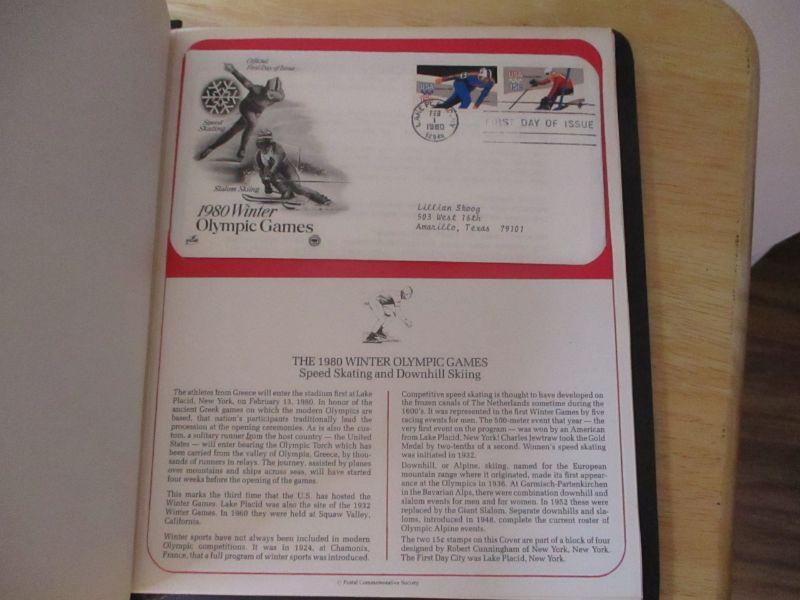 Official
First Day of Issue
Speed
Skating
Slalom Skiing
1980 Winter
Olympic Games
USA
USA
15c
LAKE PLACID, NY
FEB
1
1980
12946
FIRST DAY OF ISSUE
Lillian Skoog
503 West 16th
Amarillo, Texas 79101
THE 1980 WINTER OLYMPIC GAMES
Speed Skating and Downhill Skiing
The athletes from Greece will enter the stadium first at Lake
Placid, New York, on February 13, 1980. In honor of the
ancient Greek games on which the modern Olympics are
based, that nation's participants traditionally lead the
procession at the opening ceremonies. As is also the cus-
tom, a solitary runner from the host country — the United
States — will enter bearing the Olympic Torch which has
been carried from the valley of Olympia, Greece, by thou-
sands of runners in relays. The journey, assisted by planes
over mountains and ships across seas, will have started
four weeks before the opening of the games.
This marks the third time that the U.S. has hosted the
Winter Games. Lake Placid was also the site of the 1932
Winter Games. In 1960 they were held at Squaw Valley,
California.
Winter sports have not always been included in modern
Olympic competitions. It was in 1924, at Chamonix,
France, that a full program of winter sports was introduced.
Competitive speed skating is thought to have developed on
the frozen canals of The Netherlands sometime during the
1600's. It was represented in the first Winter Games by five
racing events for men. The 500-meter event that year — the
very first event on the program — was won by an American
from Lake Placid, New York! Charles Jewtraw took the Gold
Medal by two-tenths of a second. Women's speed skating
was initiated in 1932.
Downhill, or Alpine, skiing, named for the European
mountain range where it originated, made its first appear-
ance at the Olympics in 1936. At Garmisch-Partenkirchen
in the Bavarian Alps, there were combination downhill and
slalom events for men and for women. In 1952 these were
replaced by the Giant Slalom. Separate downhills and sla-
loms, introduced in 1948, complete the current roster of
Olympic Alpine events.
The two 15¢ stamps on this Cover are part of a block of four
designed by Robert Cunningham of New York, New York.
The First Day City was Lake Placid, New York.
© Postal Commemorative Society